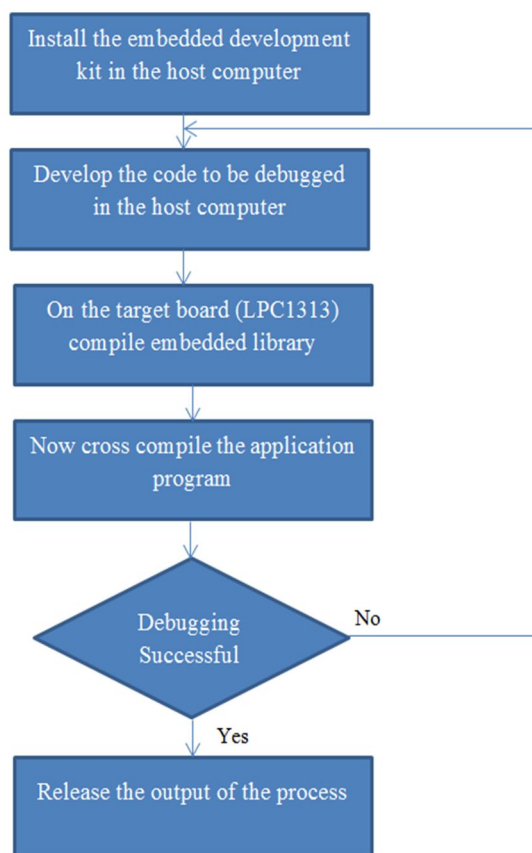 Install the embedded development
kit in the host computer
Develop the code to be debugged
in the host computer
On the target board (LPC1313)
compile embedded library
Now cross compile the application
program
Debugging
Successful
No
Yes
Release the output of the process